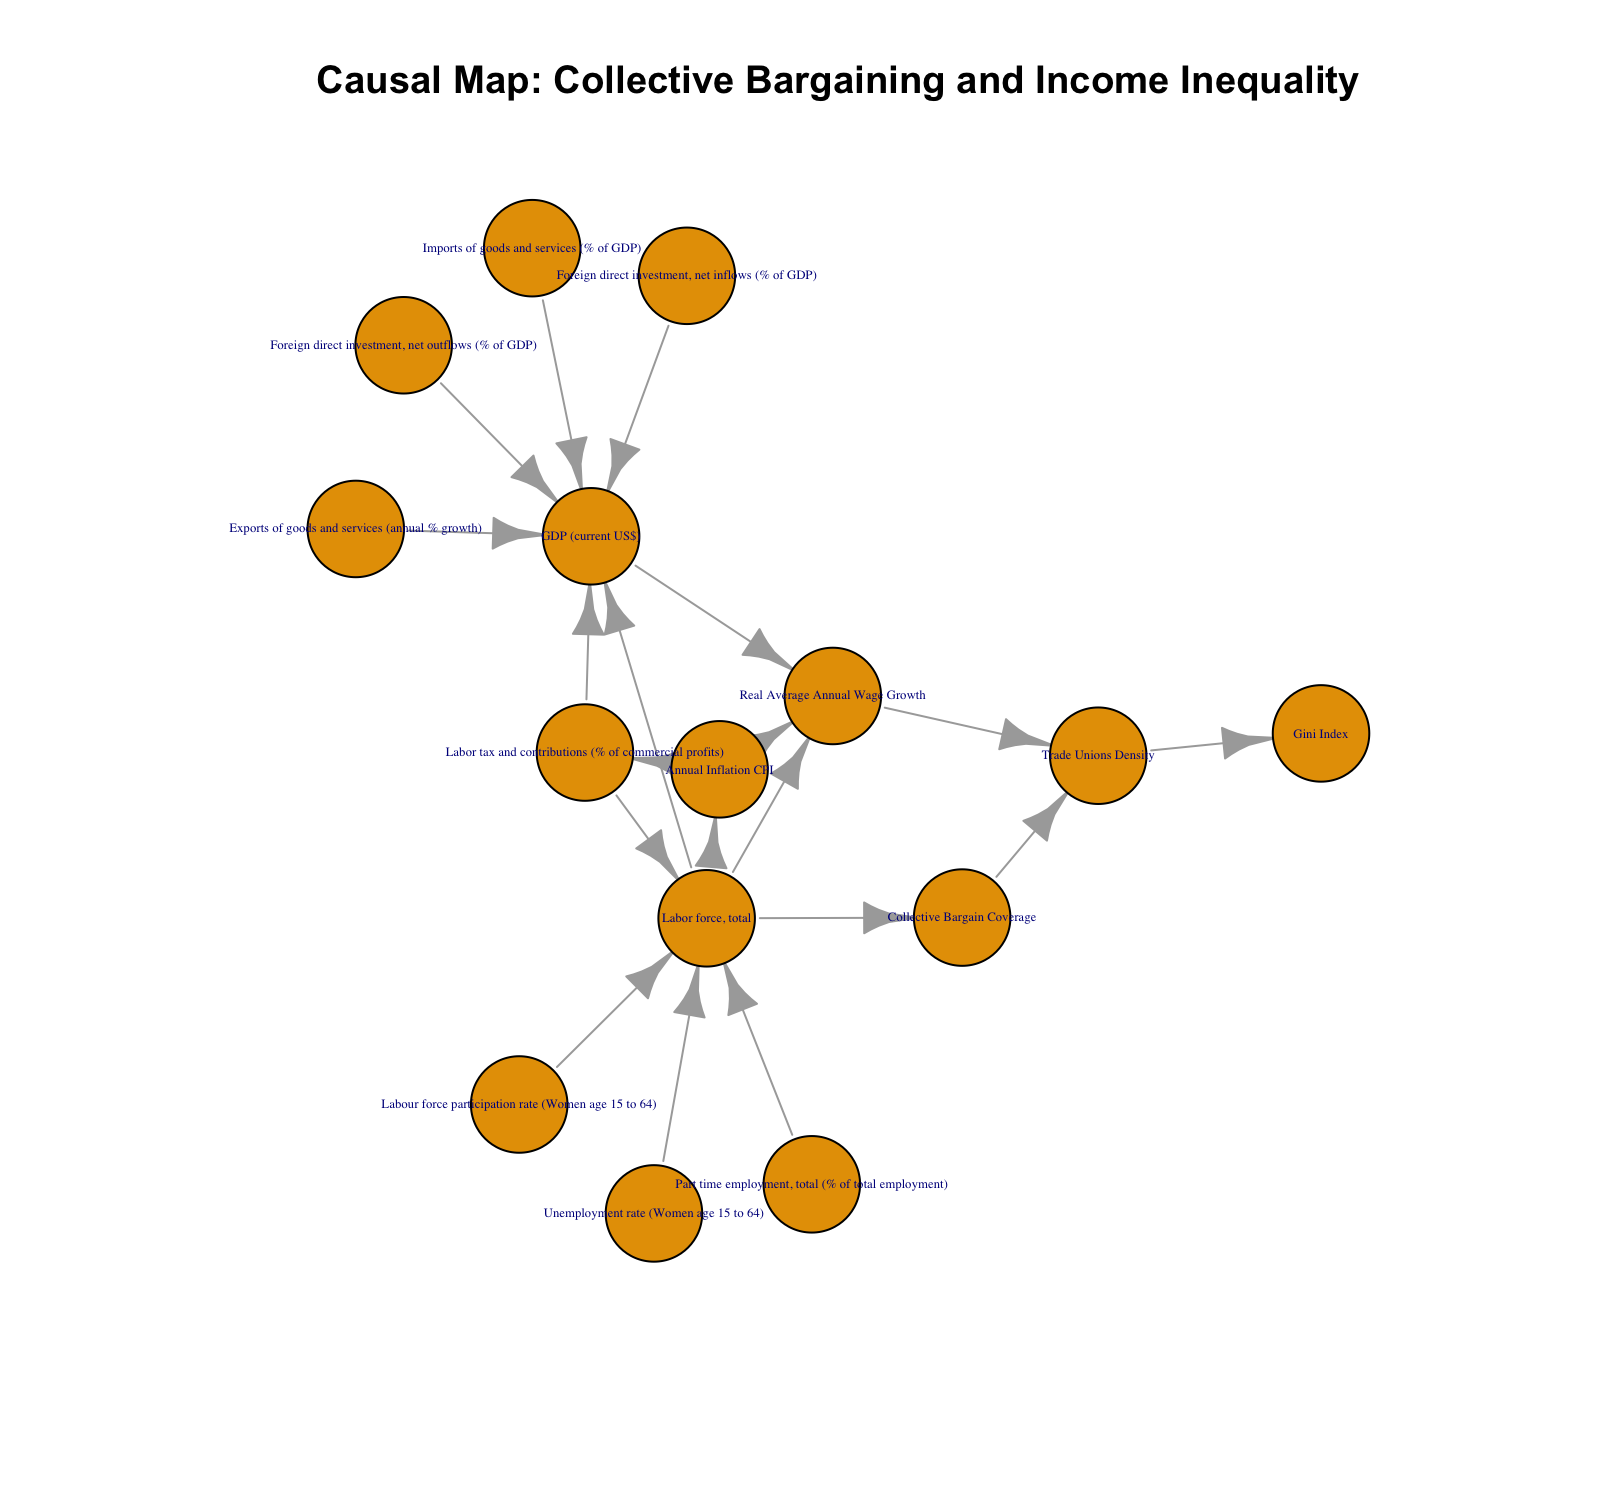 Causal Map: Collective Bargaining and Income Inequality
Imports of goods and services (% of GDP)
Foreign direct investment, net inflows (% of GDP)
Foreign direct investment, net outflows (% of GDP)
Exports of goods and services (annual % growth)
GDP (current US$)
Real Average Annual Wage Growth
Gini Index
Labor tax and contributions (% of commercial profits)
Trade Unions Density
Annual Inflation CPI
Labor force, total
Collective Bargain Coverage
Labour force participation rate (Women age 15 to 64)
Part time employment, total (% of total employment)
Unemployment rate (Women age 15 to 64)